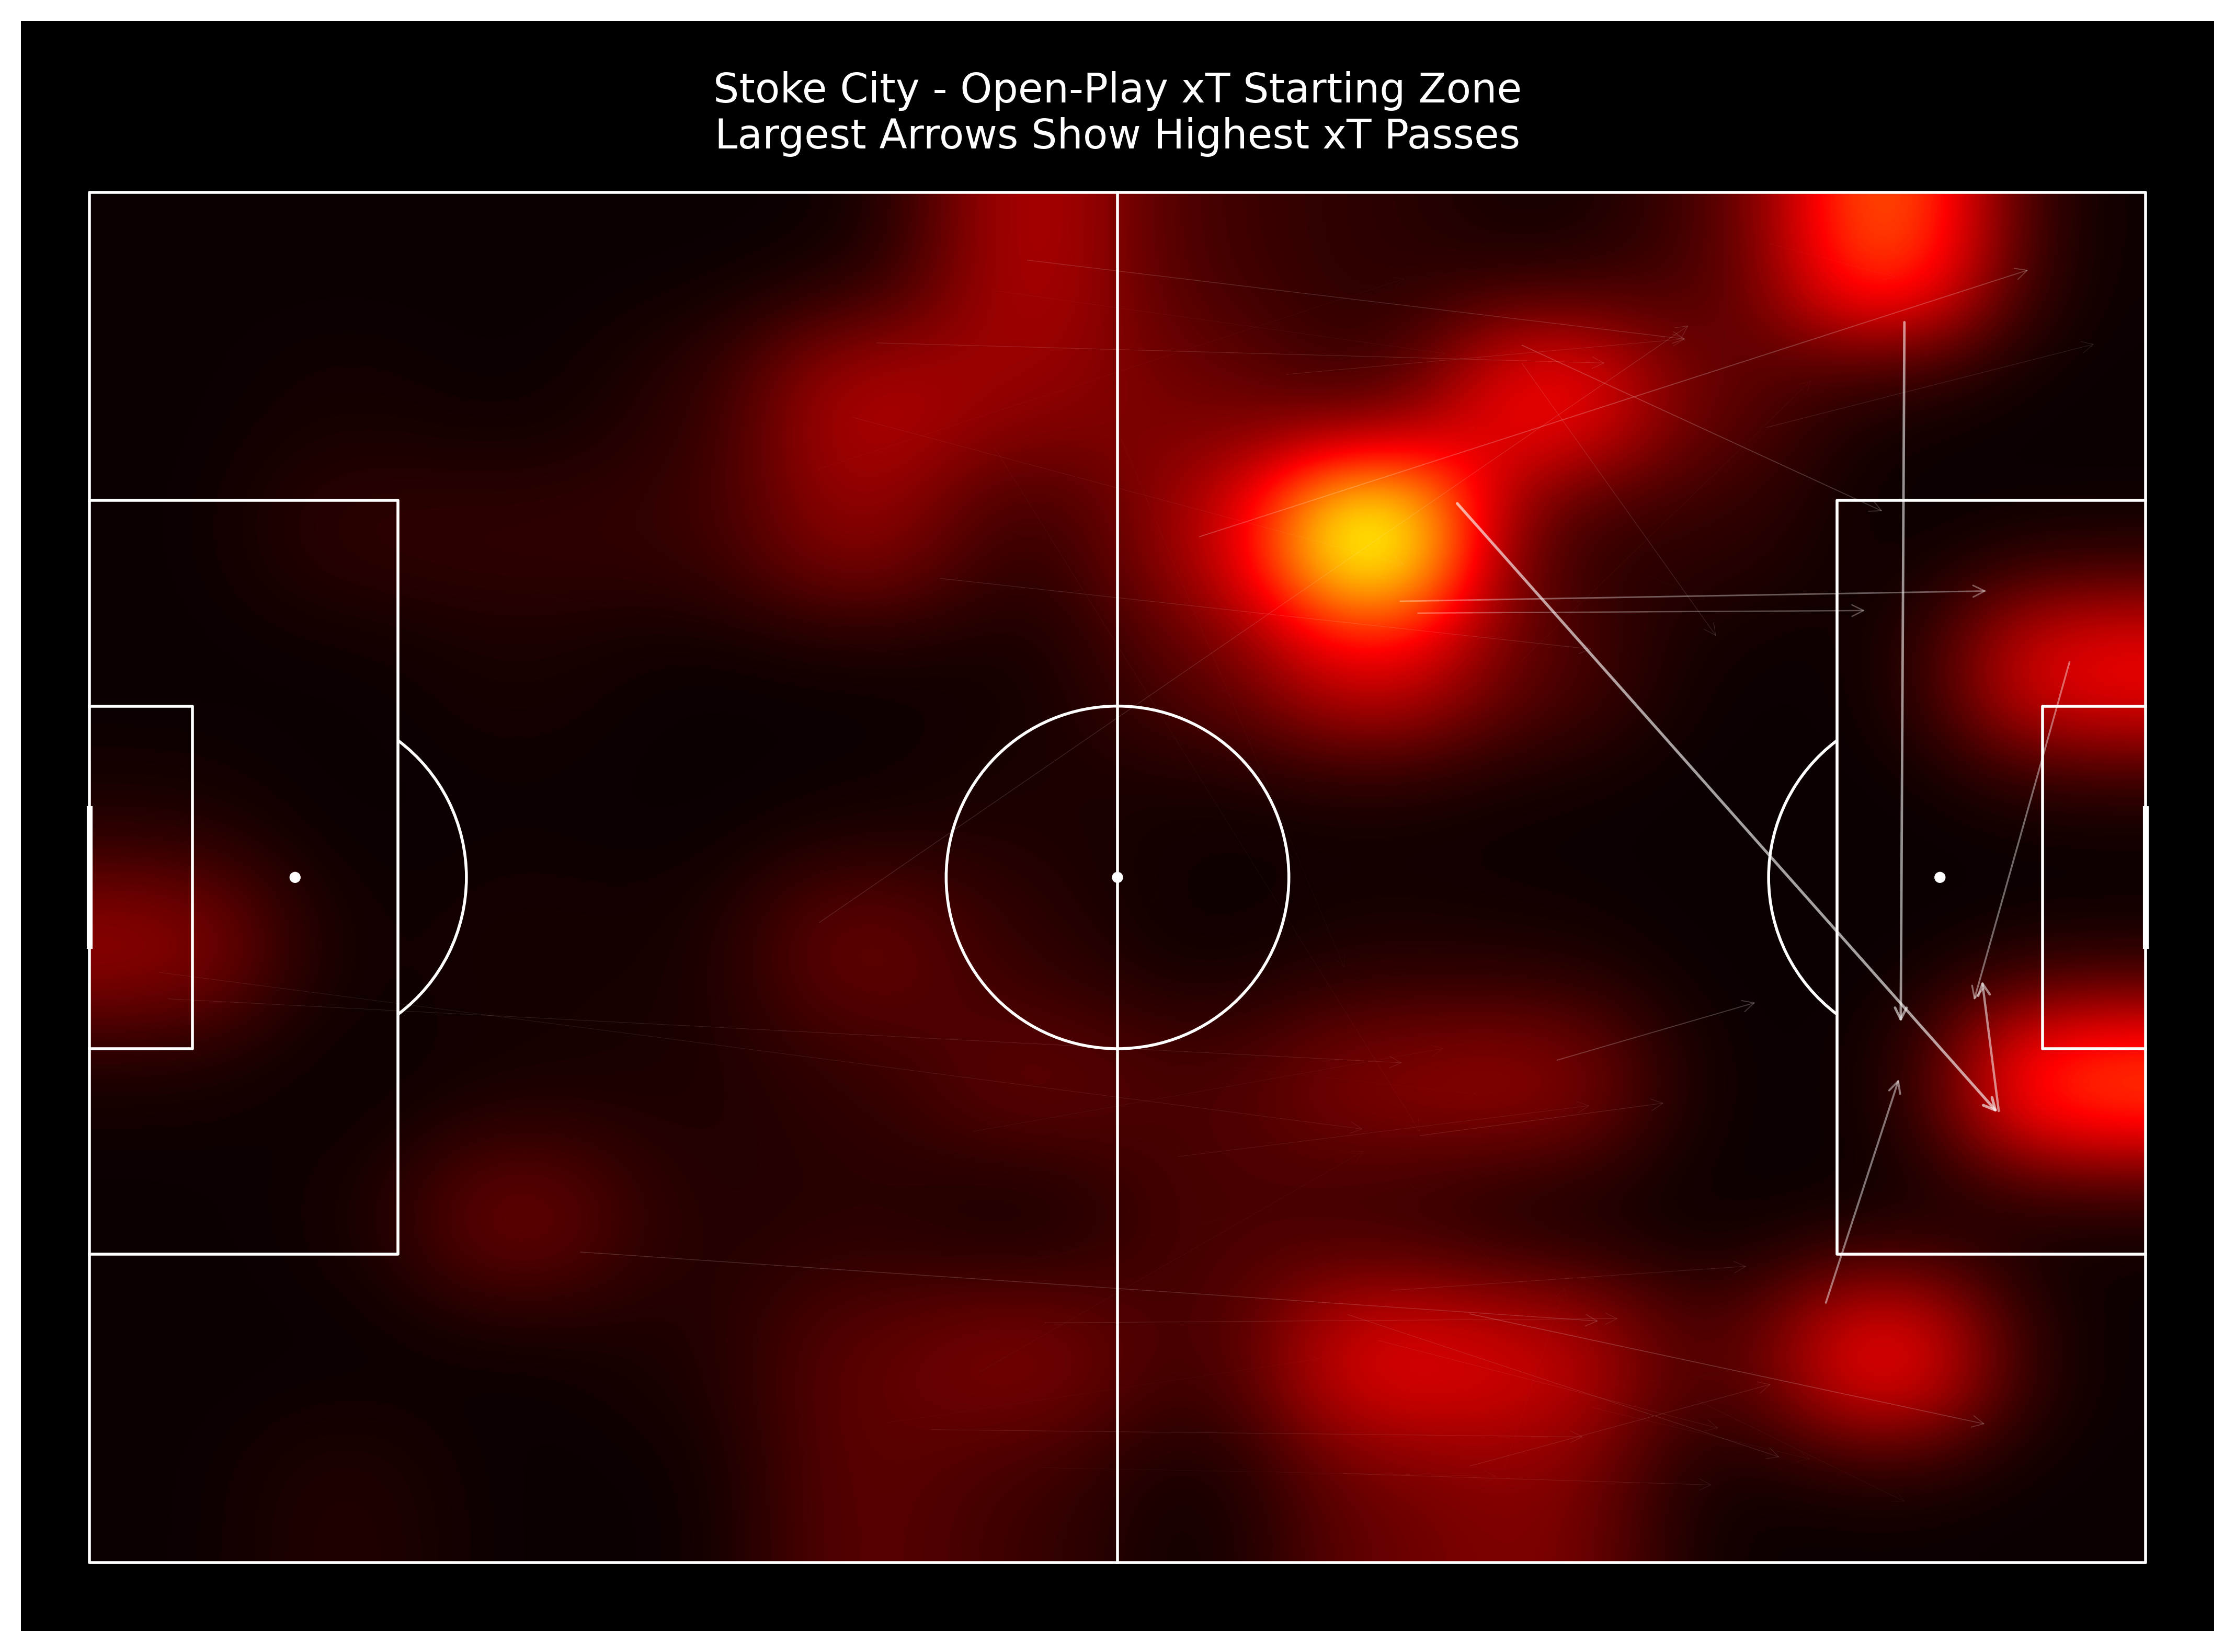 Stoke City - Open-Play xT Starting Zone
Largest Arrows Show Highest xT Passes